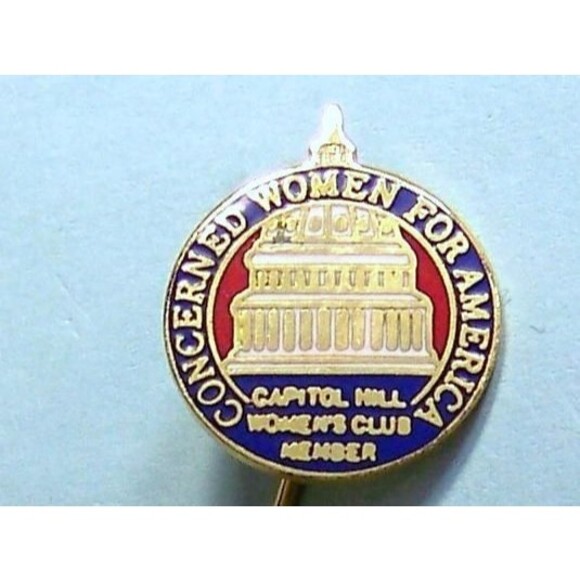 CONCERNED WOMEN FOR AMERICA
CAPITOL HILL
WOMEN'S CLUB
MEMBER